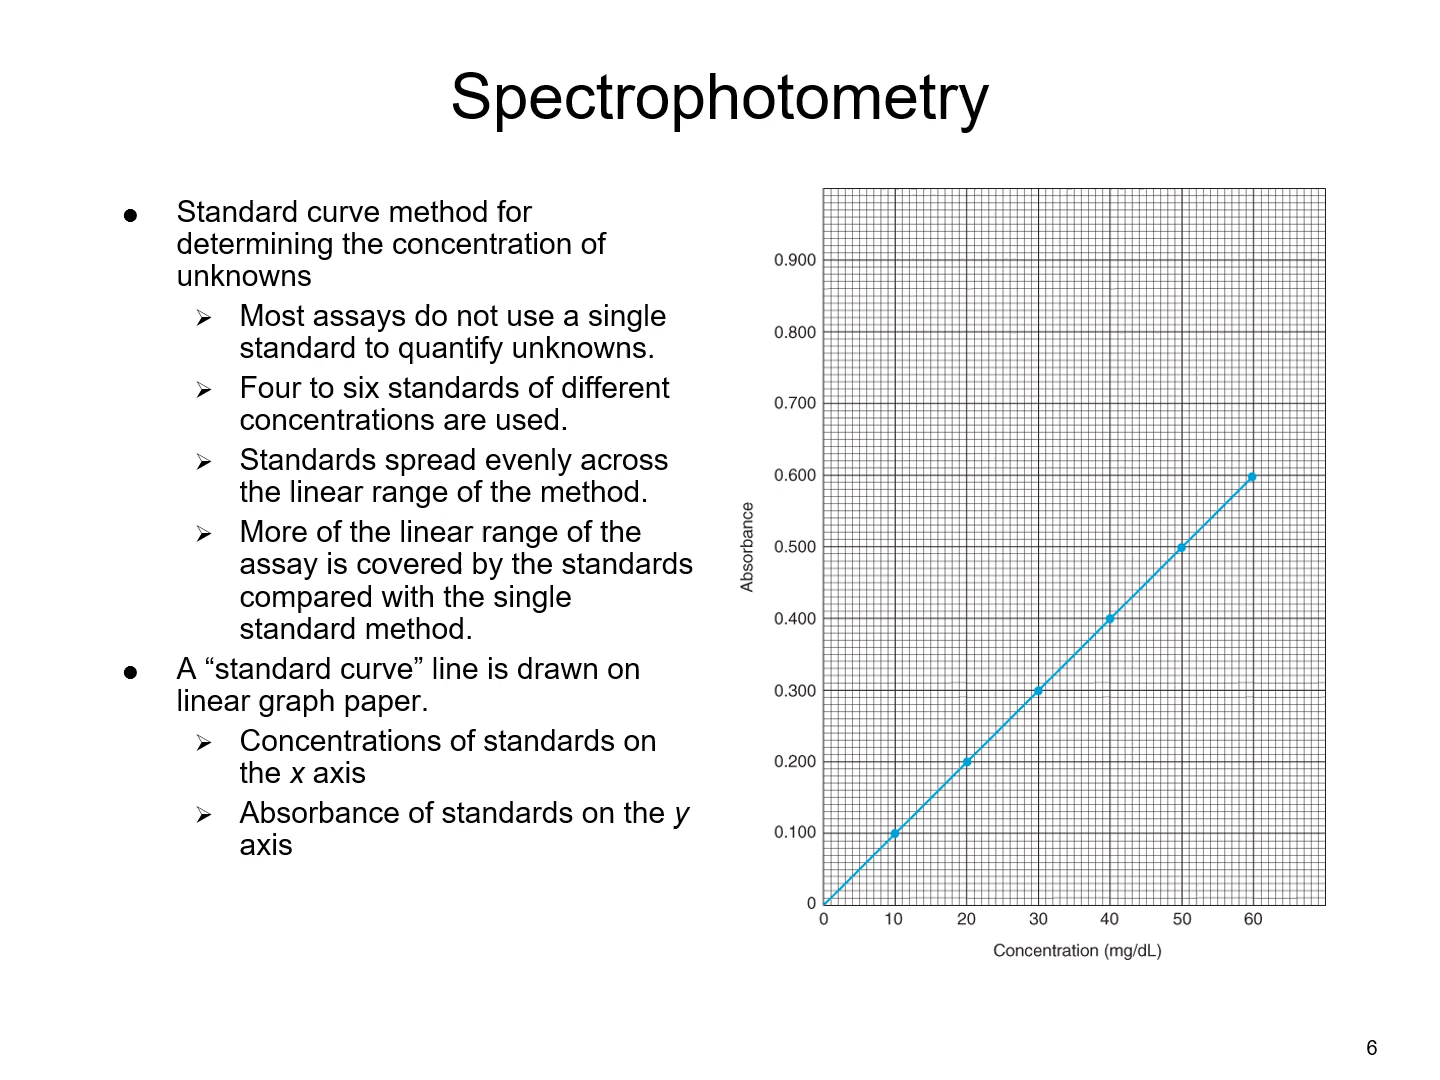 Spectrophotometry
● Standard curve method for
determining the concentration of
unknowns
➢ Most assays do not use a single
standard to quantify unknowns.
➢ Four to six standards of different
concentrations are used.
➢ Standards spread evenly across
the linear range of the method.
➢ More of the linear range of the
assay is covered by the standards
compared with the single
standard method.
● A “standard curve” line is drawn on
linear graph paper.
➢ Concentrations of standards on
the x axis
➢ Absorbance of standards on the y
axis
Absorbance
0.900
0.800
0.700
0.600
0.500
0.400
0.300
0.200
0.100
0
0 10 20 30 40 50 60
Concentration (mg/dL)
6